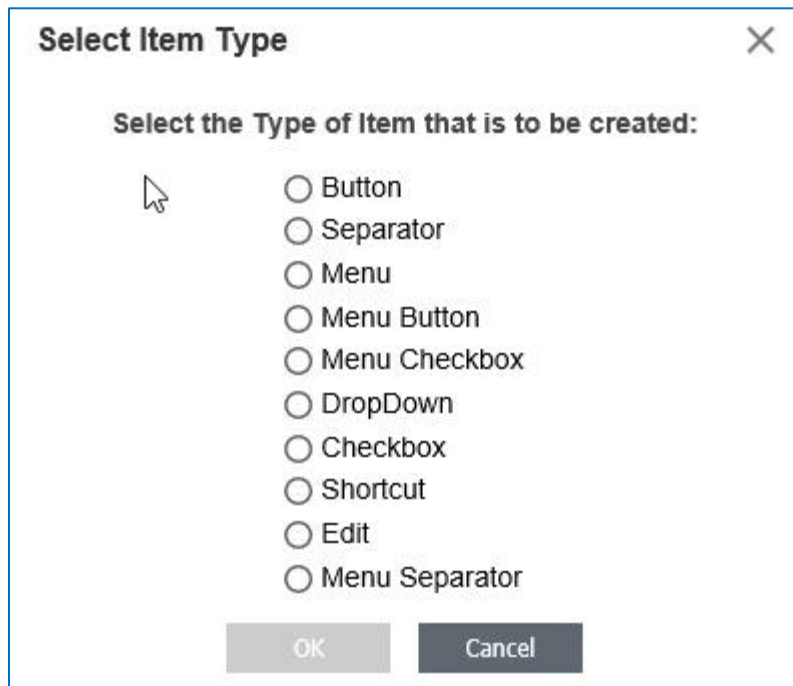 Select Item Type
Select the Type of Item that is to be created:
Button
Separator
Menu
Menu Button
Menu Checkbox
DropDown
Checkbox
Shortcut
Edit
Menu Separator
OK Cancel